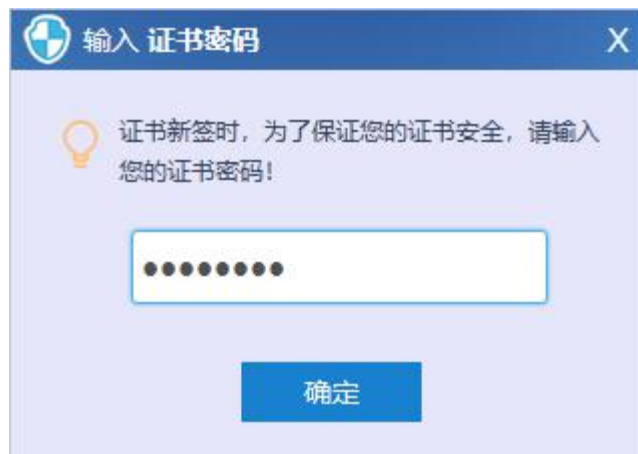 输入 证书密码 X
证书新签时，为了保证您的证书安全，请输入
您的证书密码！
●●●●●●●●
确定